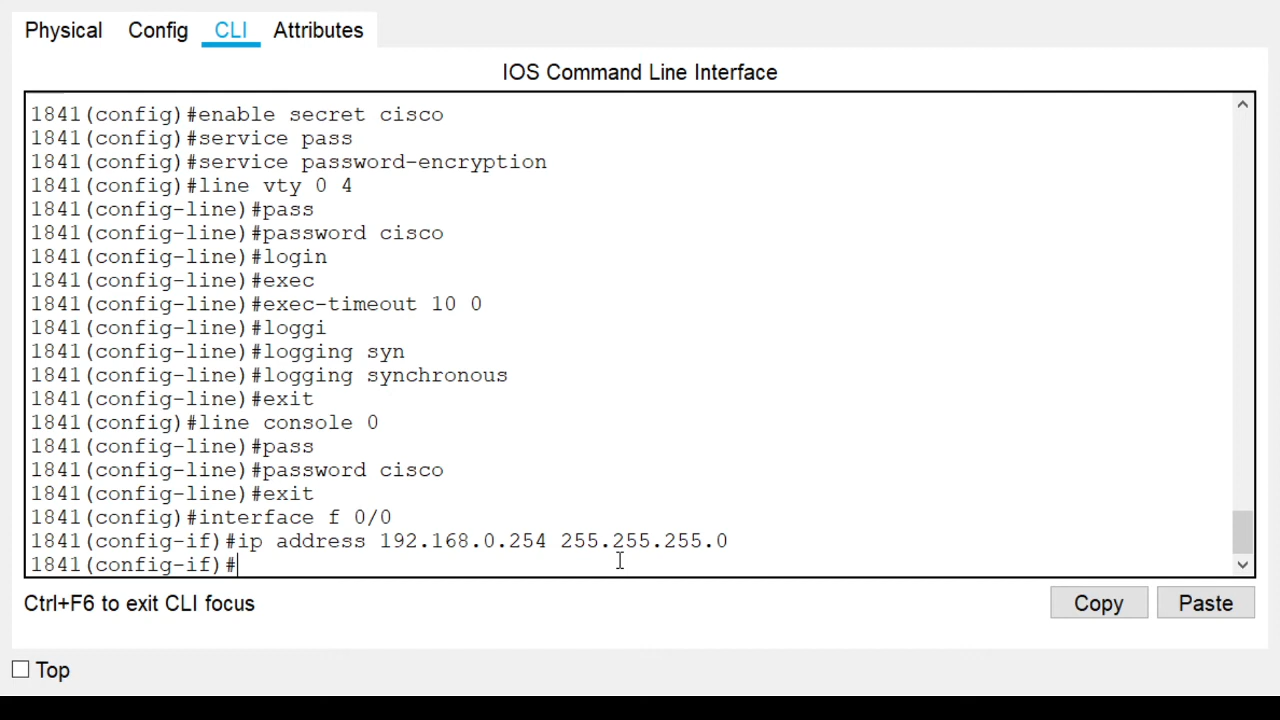 Physical Config CLI Attributes
IOS Command Line Interface
1841(config)#enable secret cisco
1841(config)#service pass
1841(config)#service password-encryption
1841(config)#line vty 0 4
1841(config-line)#pass
1841(config-line)#password cisco
1841(config-line)#login
1841(config-line)#exec
1841(config-line)#exec-timeout 10 0
1841(config-line)#loggi
1841(config-line)#logging syn
1841(config-line)#logging synchronous
1841(config-line)#exit
1841(config)#line console 0
1841(config-line)#pass
1841(config-line)#password cisco
1841(config-line)#exit
1841(config)#interface f 0/0
1841(config-if)#ip address 192.168.0.254 255.255.255.0
1841(config-if)#
Ctrl+F6 to exit CLI focus
Copy Paste
Top